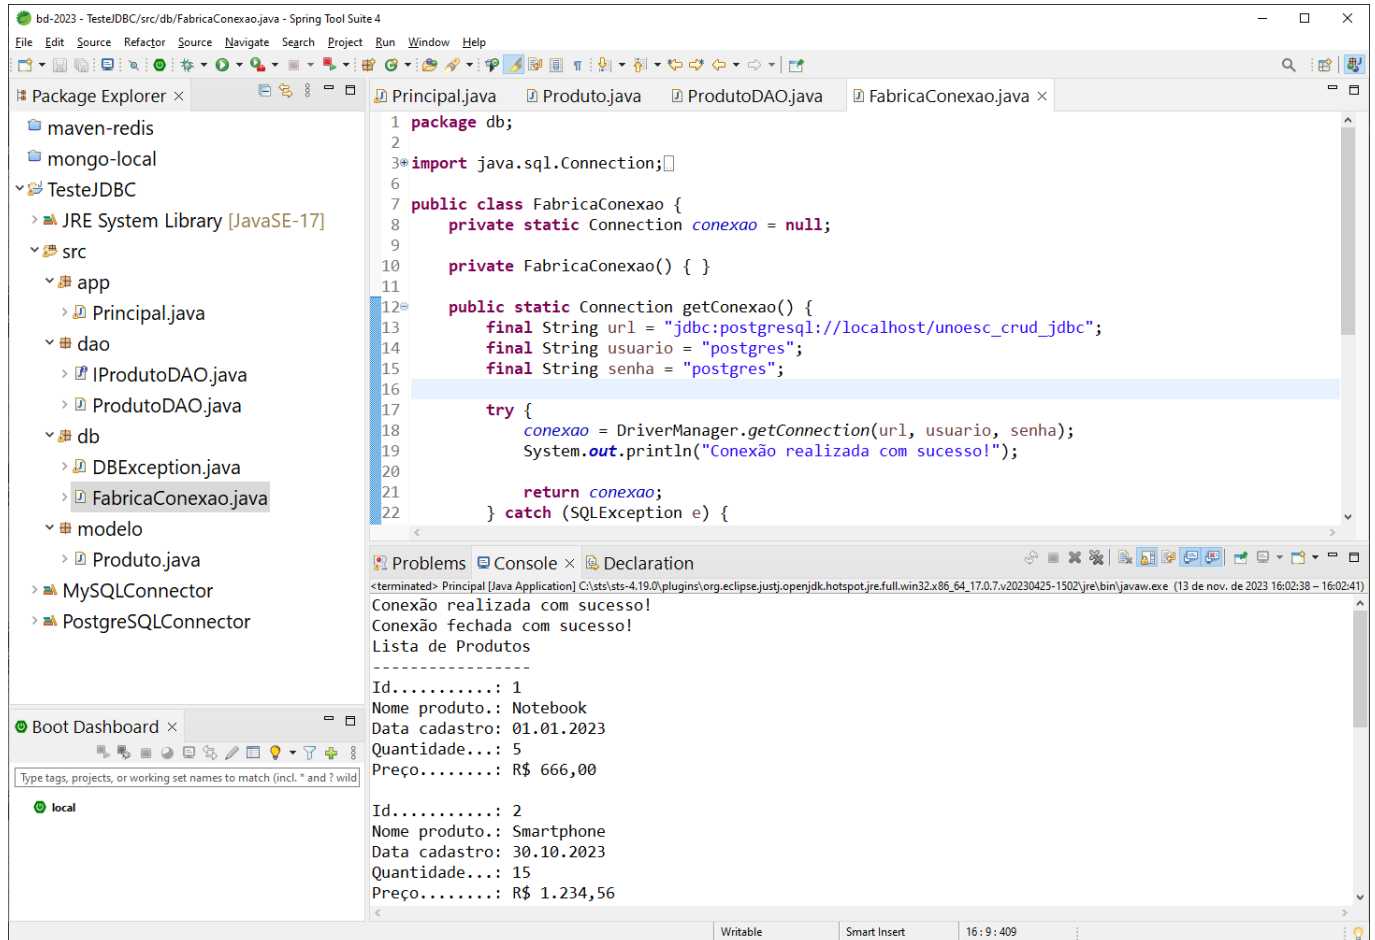 bd-2023 - TesteJDBC/src/db/FabricaConexao.java - Spring Tool Suite 4
File Edit Source Refactor Source Navigate Search Project Run Window Help
Package Explorer
maven-redis
mongo-local
TesteJDBC
JRE System Library [JavaSE-17]
src
app
Principal.java
dao
IProdutoDAO.java
ProdutoDAO.java
db
DBException.java
FabricaConexao.java
modelo
Produto.java
MySQLConnector
PostgreSQLConnector
Boot Dashboard
Type tags, projects, or working set names to match (incl. * and ? wild
local
Principal.java Produto.java ProdutoDAO.java FabricaConexao.java
1 package db;
2
3 import java.sql.Connection;
6
7 public class FabricaConexao {
8 private static Connection conexao = null;
9
10 private FabricaConexao() { }
11
12 public static Connection getConexao() {
13 final String url = "jdbc:postgresql://localhost/unoesc_crud_jdbc";
14 final String usuario = "postgres";
15 final String senha = "postgres";
16
17 try {
18 conexao = DriverManager.getConnection(url, usuario, senha);
19 System.out.println("Conexão realizada com sucesso!");
20
21 return conexao;
22 } catch (SQLException e) {
Problems Console Declaration
<terminated> Principal [Java Application] C:\sts\sts-4.19.0\plugins\org.eclipse.justj.openjdk.hotspot.jre.full.win32.x86_64_17.0.7.v20230425-1502\jre\bin\javaw.exe (13 de nov. de 2023 16:02:38 – 16:02:41)
Conexão realizada com sucesso!
Conexão fechada com sucesso!
Lista de Produtos
-----------------
Id...........: 1
Nome produto.: Notebook
Data cadastro: 01.01.2023
Quantidade...: 5
Preço........: R$ 666,00
Id...........: 2
Nome produto.: Smartphone
Data cadastro: 30.10.2023
Quantidade...: 15
Preço........: R$ 1.234,56
Writable Smart Insert 16 : 9 : 409